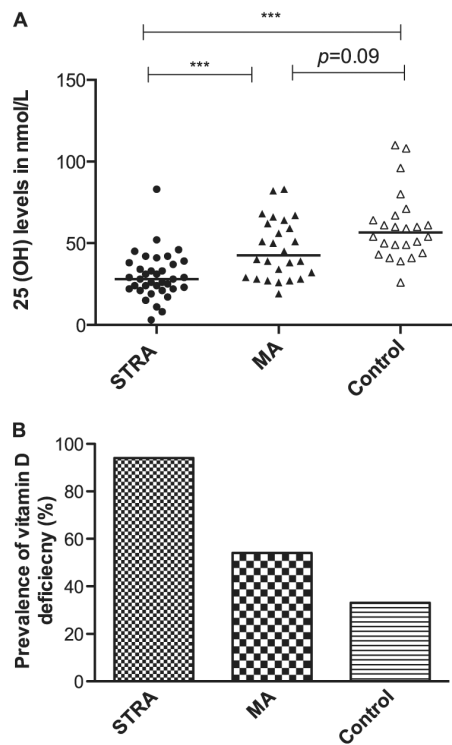 A
***
***
p=0.09
25 (OH) levels in nmol/L
150
100
50
0
STRA
MA
Control
B
Prevalence of vitamin D
deficiecny (%)
100
80
60
40
20
0
STRA
MA
Control